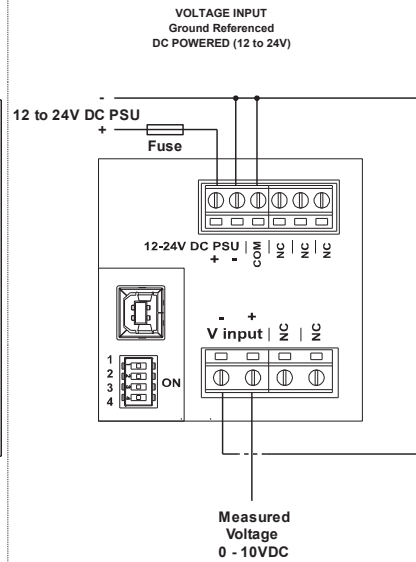 VOLTAGE INPUT
Ground Referenced
DC POWERED (12 to 24V)
-
12 to 24V DC PSU
+
Fuse
12-24V DC PSU | COM | NC | NC | NC
+ -
- +
V input | NC | NC
1
2
3
4
ON
Measured
Voltage
0 - 10VDC